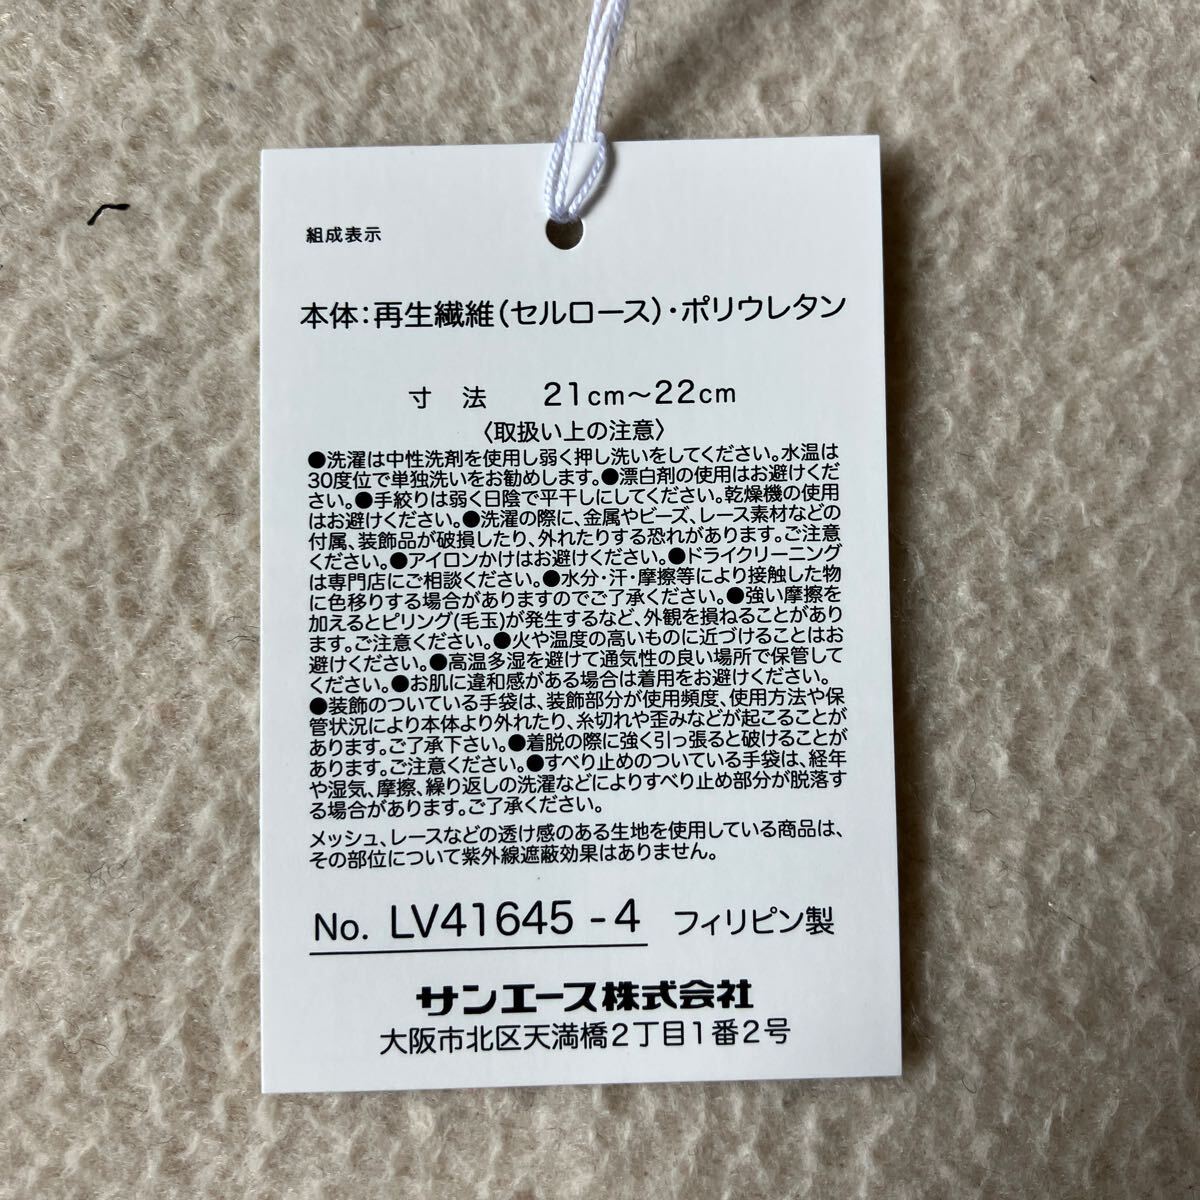 組成表示
本体：再生繊維（セルロース）・ポリウレタン
寸 法 21cm～22cm
〈取扱い上の注意〉
●洗濯は中性洗剤を使用し弱く押し洗いをしてください。水温は
30度位で単独洗いをお勧めします。●漂白剤の使用はお避けくだ
さい。●手絞りは弱く日陰で平干しにしてください。乾燥機の使用
はお避けください。●洗濯の際に、金属やビーズ、レース素材などの
付属、装飾品が破損したり、外れたりする恐れがあります。ご注意
ください。●アイロンかけはお避けください。●ドライクリーニング
は専門店にご相談ください。●水分・汗・摩擦等により接触した物
に色移りする場合がありますのでご了承ください。●強い摩擦を
加えるとピリング(毛玉)が発生するなど、外観を損ねることがあり
ます。ご注意ください。●火や温度の高いものに近づけることはお
避けください。●高温多湿を避けて通気性の良い場所で保管して
ください。●お肌に違和感がある場合は着用をお避けください。
●装飾のついている手袋は、装飾部分が使用頻度、使用方法や保
管状況により本体より外れたり、糸切れや歪みなどが起こることが
あります。ご了承下さい。●着脱の際に強く引っ張ると破けることが
あります。ご注意ください。●すべり止めのついている手袋は、経年
や湿気、摩擦、繰り返しの洗濯などによりすべり止め部分が脱落す
る場合があります。ご了承ください。
メッシュ、レースなどの透け感のある生地を使用している商品は、
その部位について紫外線遮蔽効果はありません。
No. LV41645 -4 フィリピン製
サンエース株式会社
大阪市北区天満橋2丁目1番2号